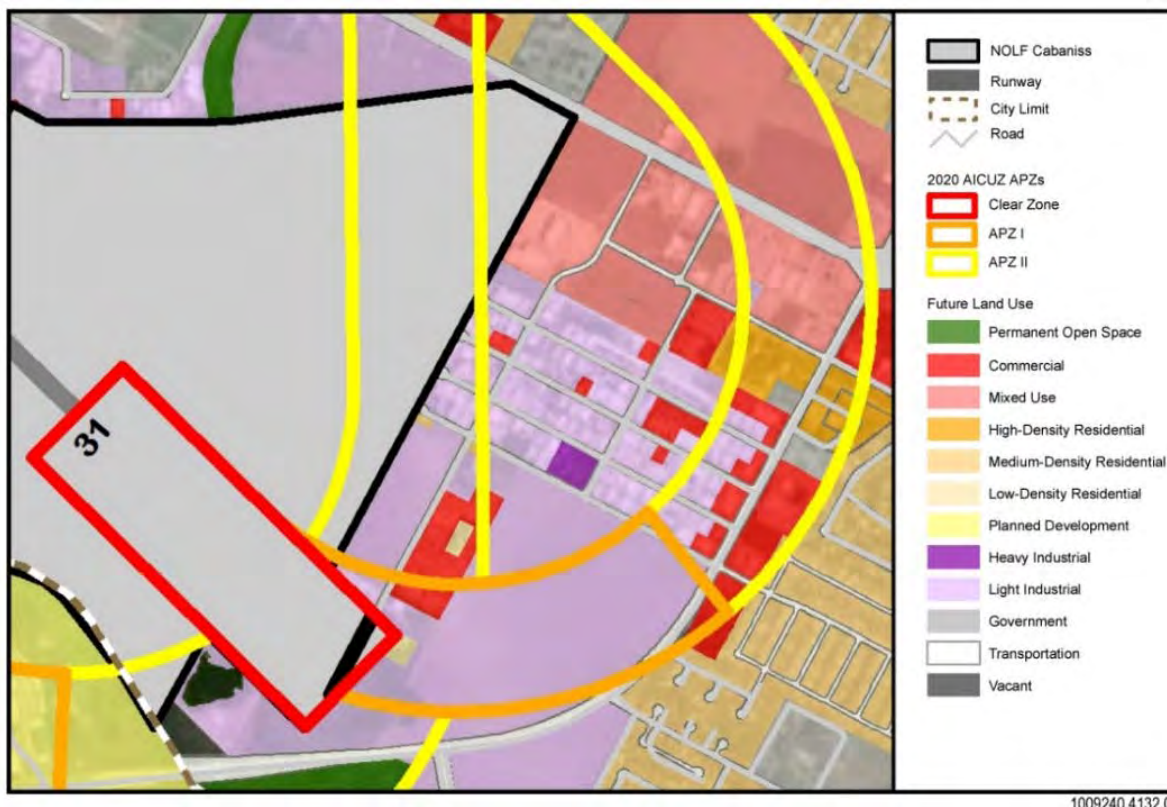 31
NOLF Cabaniss
Runway
City Limit
Road
2020 AICUZ APZs
Clear Zone
APZ I
APZ II
Future Land Use
Permanent Open Space
Commercial
Mixed Use
High-Density Residential
Medium-Density Residential
Low-Density Residential
Planned Development
Heavy Industrial
Light Industrial
Government
Transportation
Vacant